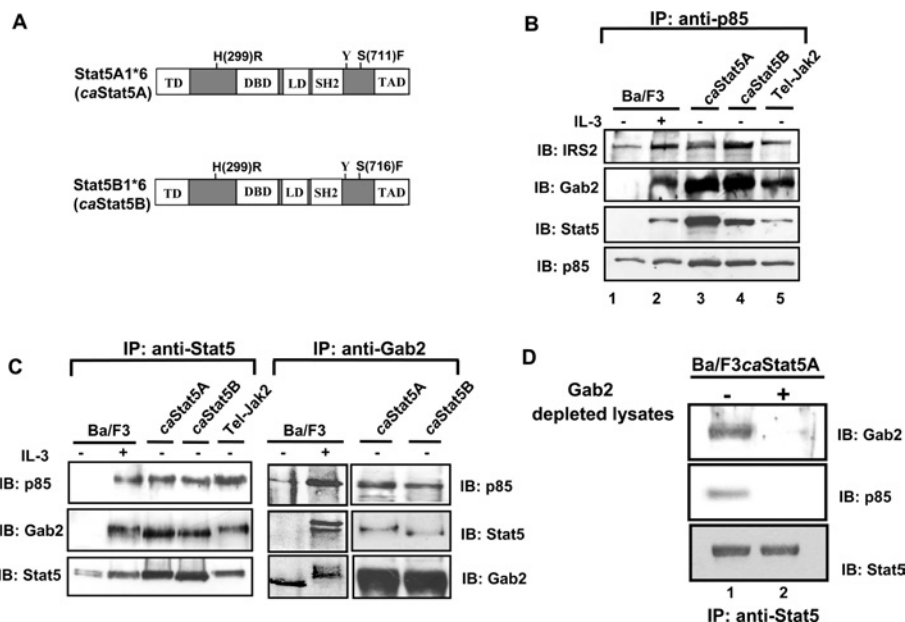 A
H(299)R Y S(711)F
Stat5A1*6
(caStat5A)
TD DBD LD SH2 TAD
H(299)R Y S(716)F
Stat5B1*6
(caStat5B)
TD DBD LD SH2 TAD
B
IP: anti-p85
Ba/F3 caStat5A caStat5B Tel-Jak2
IL-3 - + - - -
IB: IRS2
IB: Gab2
IB: Stat5
IB: p85
1 2 3 4 5
C
IP: anti-Stat5
Ba/F3 caStat5A caStat5B Tel-Jak2
IL-3 - + - - -
IB: p85
IB: Gab2
IB: Stat5
IP: anti-Gab2
Ba/F3 caStat5A caStat5B
- + - -
IB: p85
IB: Stat5
IB: Gab2
D
Ba/F3caStat5A
Gab2
depleted lysates
- +
IB: Gab2
IB: p85
IB: Stat5
1 2
IP: anti-Stat5